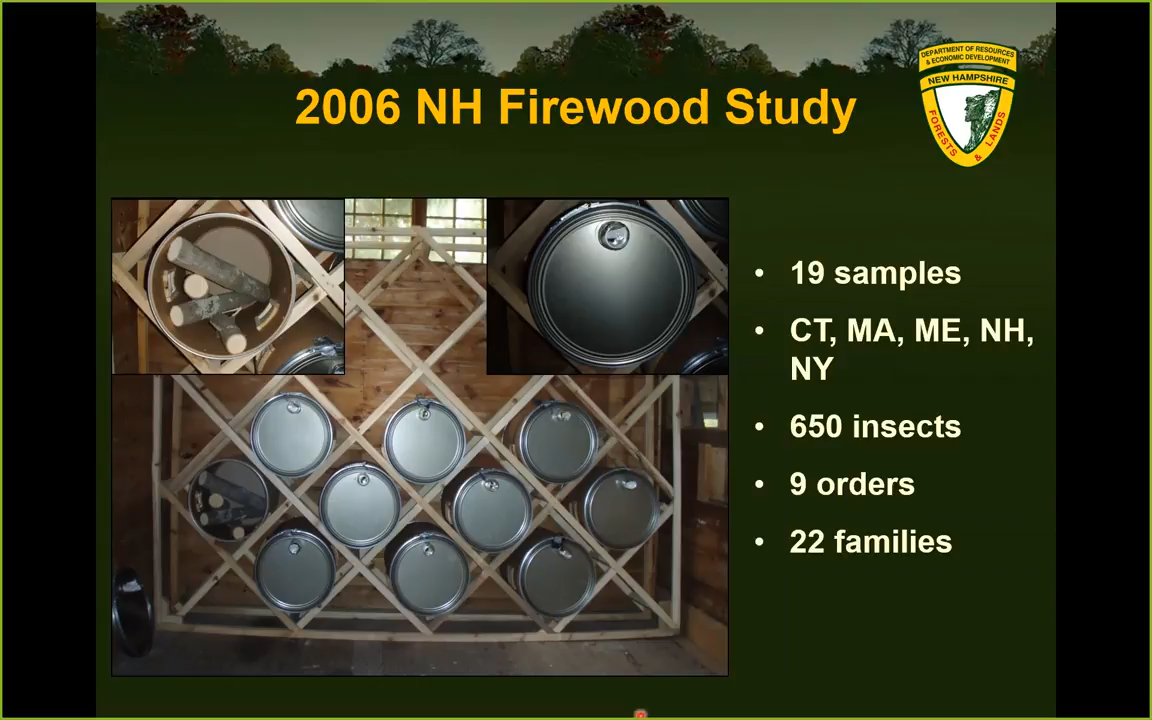 DEPARTMENT OF RESOURCES
& ECONOMIC DEVELOPMENT
NEW HAMPSHIRE
FORESTS & LANDS
2006 NH Firewood Study
• 19 samples
• CT, MA, ME, NH,
NY
• 650 insects
• 9 orders
• 22 families